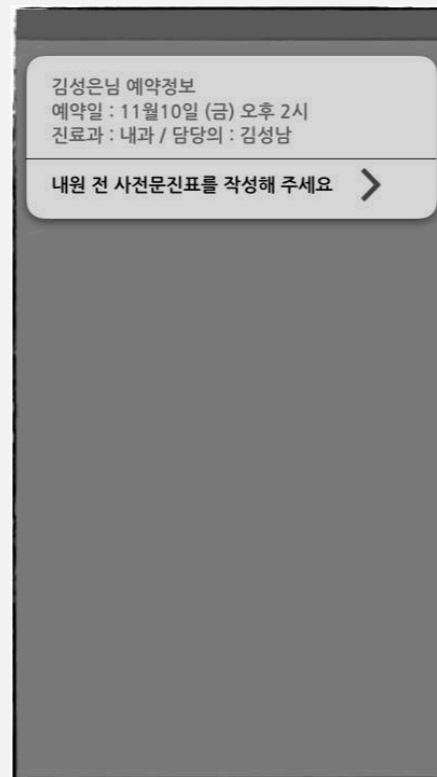 김성은님 예약정보
예약일 : 11월10일 (금) 오후 2시
진료과 : 내과 / 담당의 : 김성남
내원 전 사전문진표를 작성해 주세요